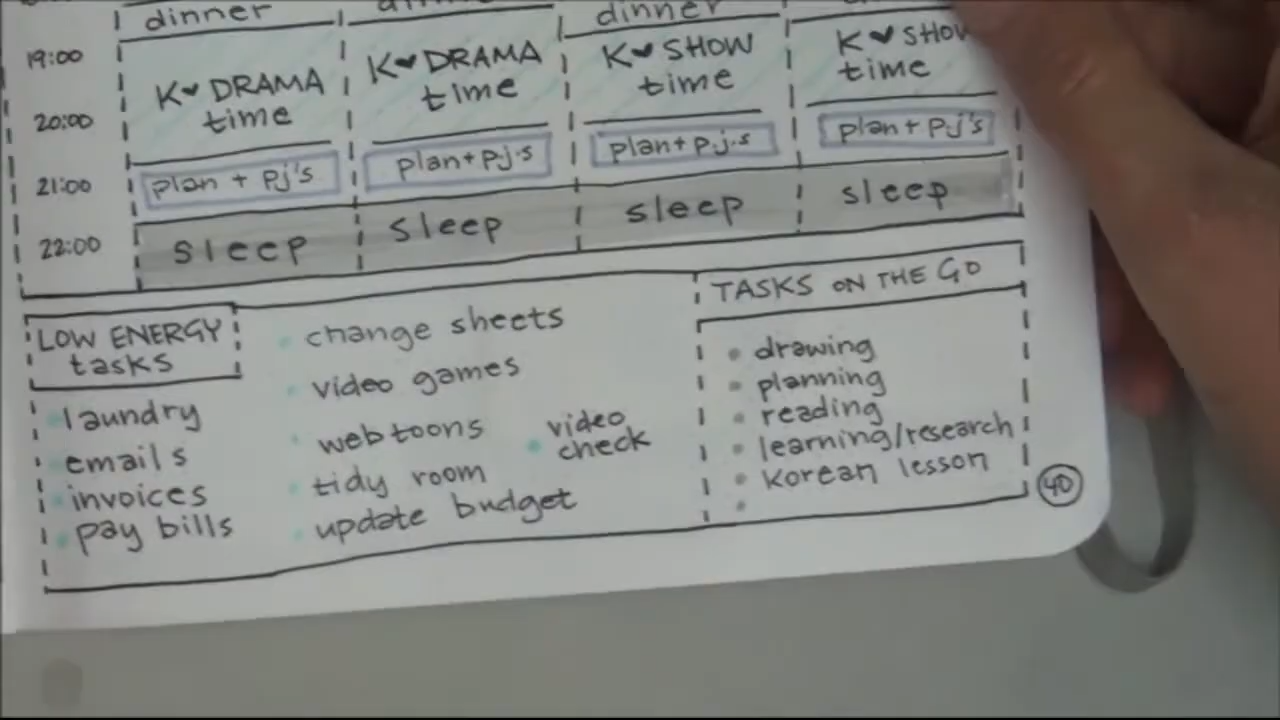 dinner
dinner
dinner
19:00
K♥DRAMA
time
K♥DRAMA
time
K♥SHOW
time
K♥SHOW
time
20:00
plan + pj's
plan+pj's
plan+pj's
plan+pj's
21:00
sleep
sleep
sleep
sleep
22:00
LOW ENERGY
tasks
laundry
emails
invoices
pay bills
change sheets
video games
webtoons
tidy room
update budget
video
check
TASKS ON THE GO
drawing
planning
reading
learning/research
korean lesson
40